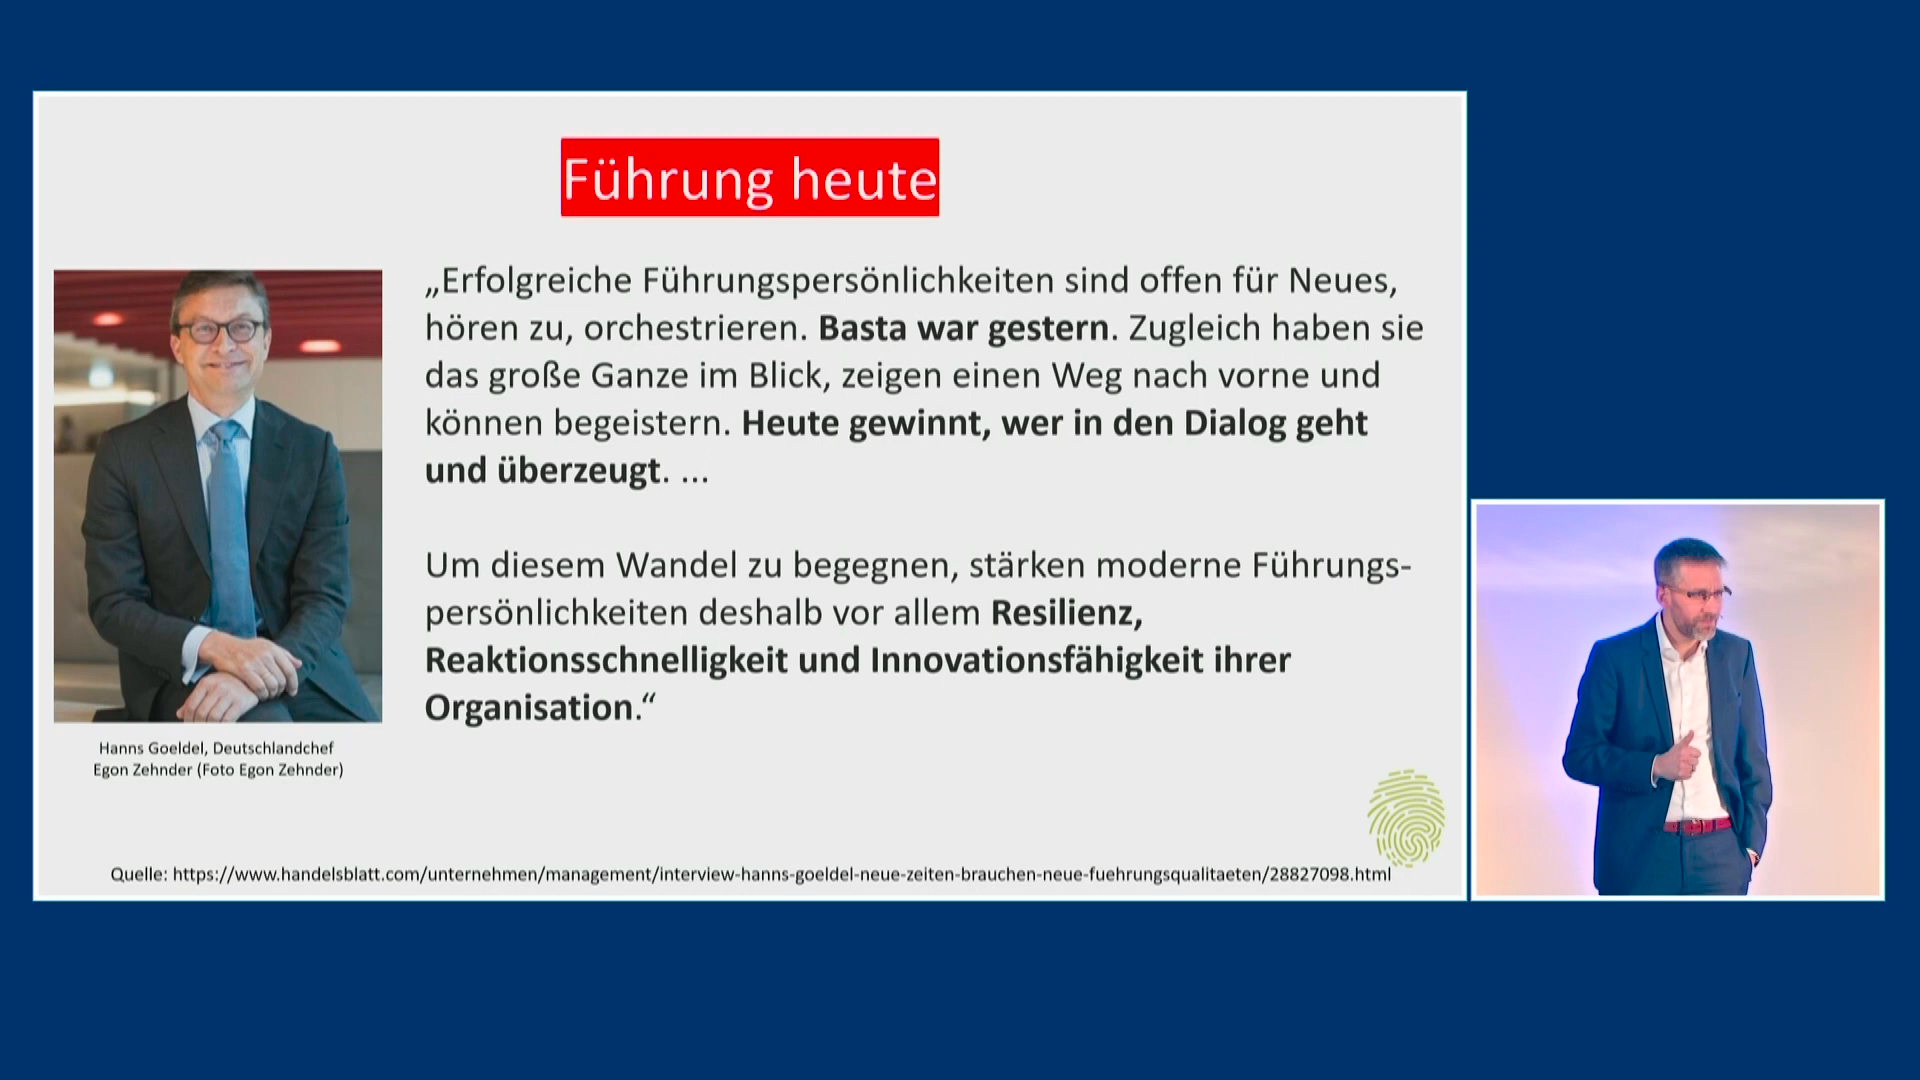 Führung heute
„Erfolgreiche Führungspersönlichkeiten sind offen für Neues,
hören zu, orchestrieren. Basta war gestern. Zugleich haben sie
das große Ganze im Blick, zeigen einen Weg nach vorne und
können begeistern. Heute gewinnt, wer in den Dialog geht
und überzeugt. ...
Um diesem Wandel zu begegnen, stärken moderne Führungs-
persönlichkeiten deshalb vor allem Resilienz,
Reaktionsschnelligkeit und Innovationsfähigkeit ihrer
Organisation.“
Hanns Goeldel, Deutschlandchef
Egon Zehnder (Foto Egon Zehnder)
Quelle: https://www.handelsblatt.com/unternehmen/management/interview-hanns-goeldel-neue-zeiten-brauchen-neue-fuehrungsqualitaeten/28827098.html